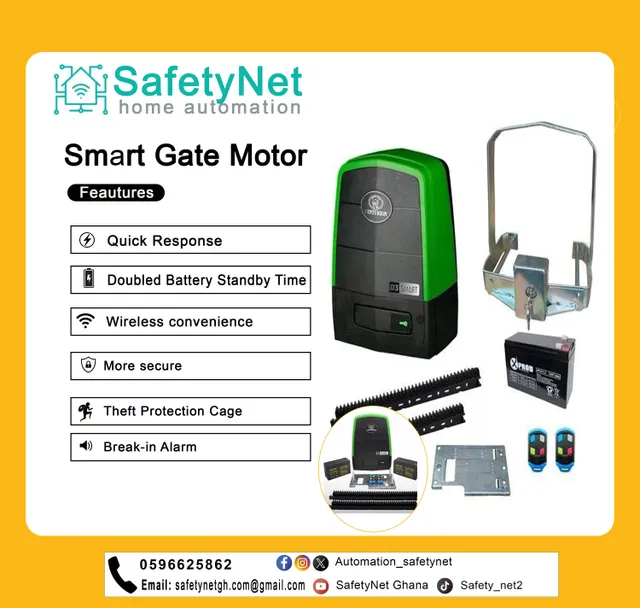 SafetyNet
home automation
Smart Gate Motor
Feautures
Quick Response
Doubled Battery Standby Time
Wireless convenience
More secure
Theft Protection Cage
Break-in Alarm
D3 SMART
0596625862
Automation_safetynet
Email: safetynetgh.com@gmail.com
SafetyNet Ghana
Safety_net2